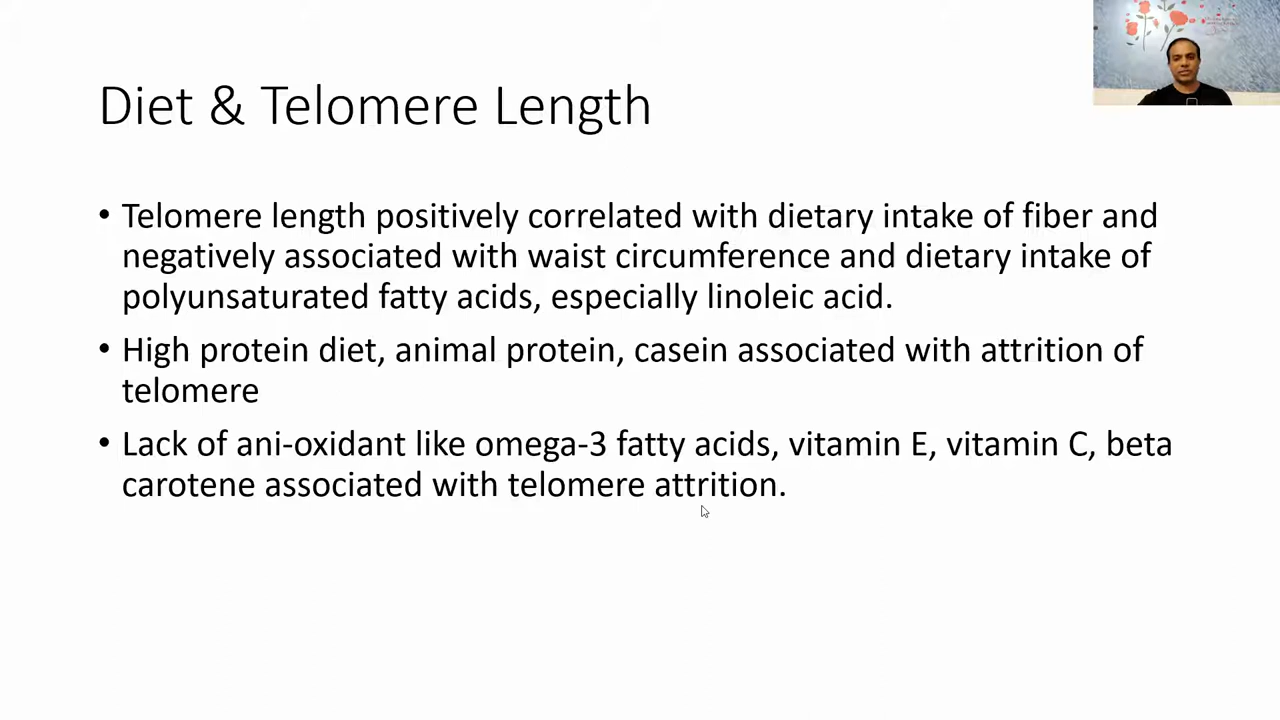 Diet & Telomere Length
• Telomere length positively correlated with dietary intake of fiber and
negatively associated with waist circumference and dietary intake of
polyunsaturated fatty acids, especially linoleic acid.
• High protein diet, animal protein, casein associated with attrition of
telomere
• Lack of ani-oxidant like omega-3 fatty acids, vitamin E, vitamin C, beta
carotene associated with telomere attrition.